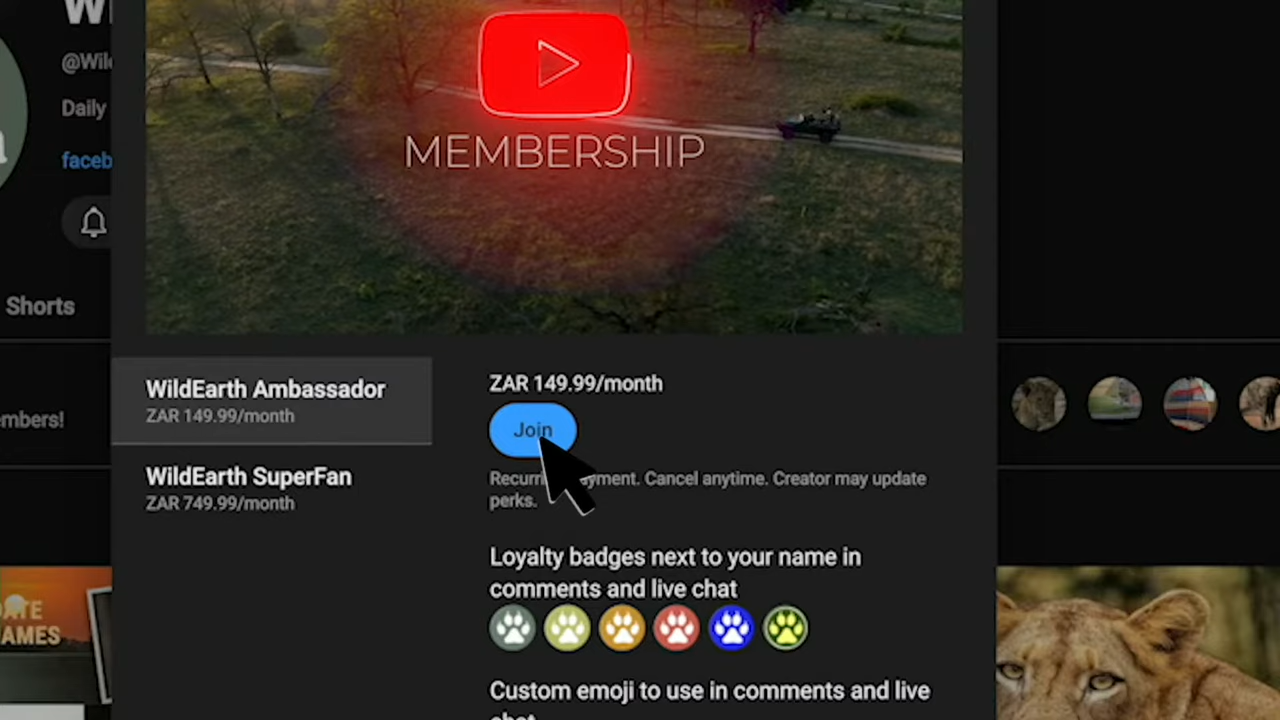 @Wil
Daily
faceb
Shorts
mbers!
MEMBERSHIP
WildEarth Ambassador
ZAR 149.99/month
WildEarth SuperFan
ZAR 749.99/month
ZAR 149.99/month
Join
Recurr yment. Cancel anytime. Creator may update
perks.
Loyalty badges next to your name in
comments and live chat
Custom emoji to use in comments and live
chat
ATE
AMES